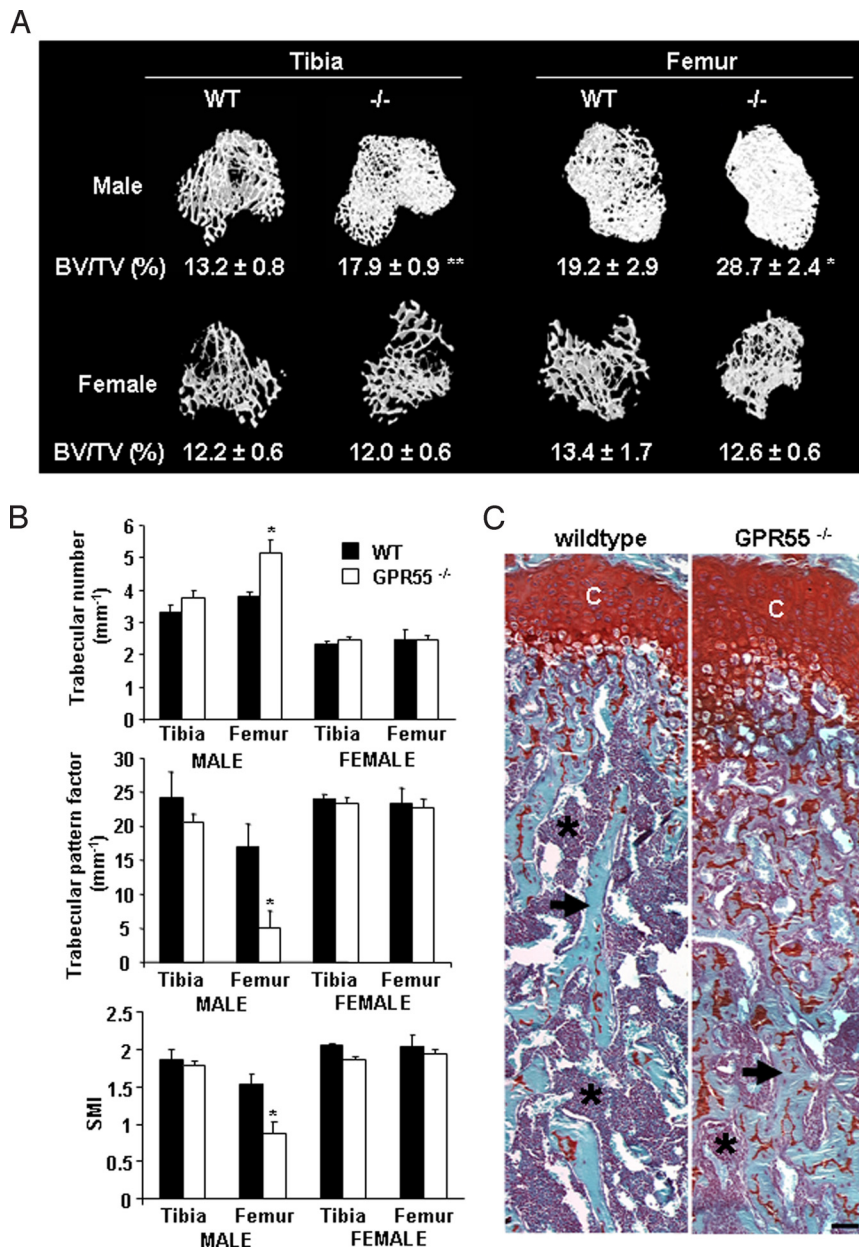 A
Tibia Femur
WT -/- WT -/-
Male
BV/TV (%) 13.2 ± 0.8 17.9 ± 0.9 ** 19.2 ± 2.9 28.7 ± 2.4 *
Female
BV/TV (%) 12.2 ± 0.6 12.0 ± 0.6 13.4 ± 1.7 12.6 ± 0.6
B
Trabecular number
(mm-1)
6
5
4
3
2
1
0
*
WT
GPR55 -/-
Tibia Femur Tibia Femur
MALE FEMALE
Trabecular pattern factor
(mm-1)
30
25
20
15
10
5
0
*
Tibia Femur Tibia Femur
MALE FEMALE
SMI
2.5
2
1.5
1
0.5
0
*
Tibia Femur Tibia Femur
MALE FEMALE
C
wildtype GPR55 -/-
C C
*
*
*